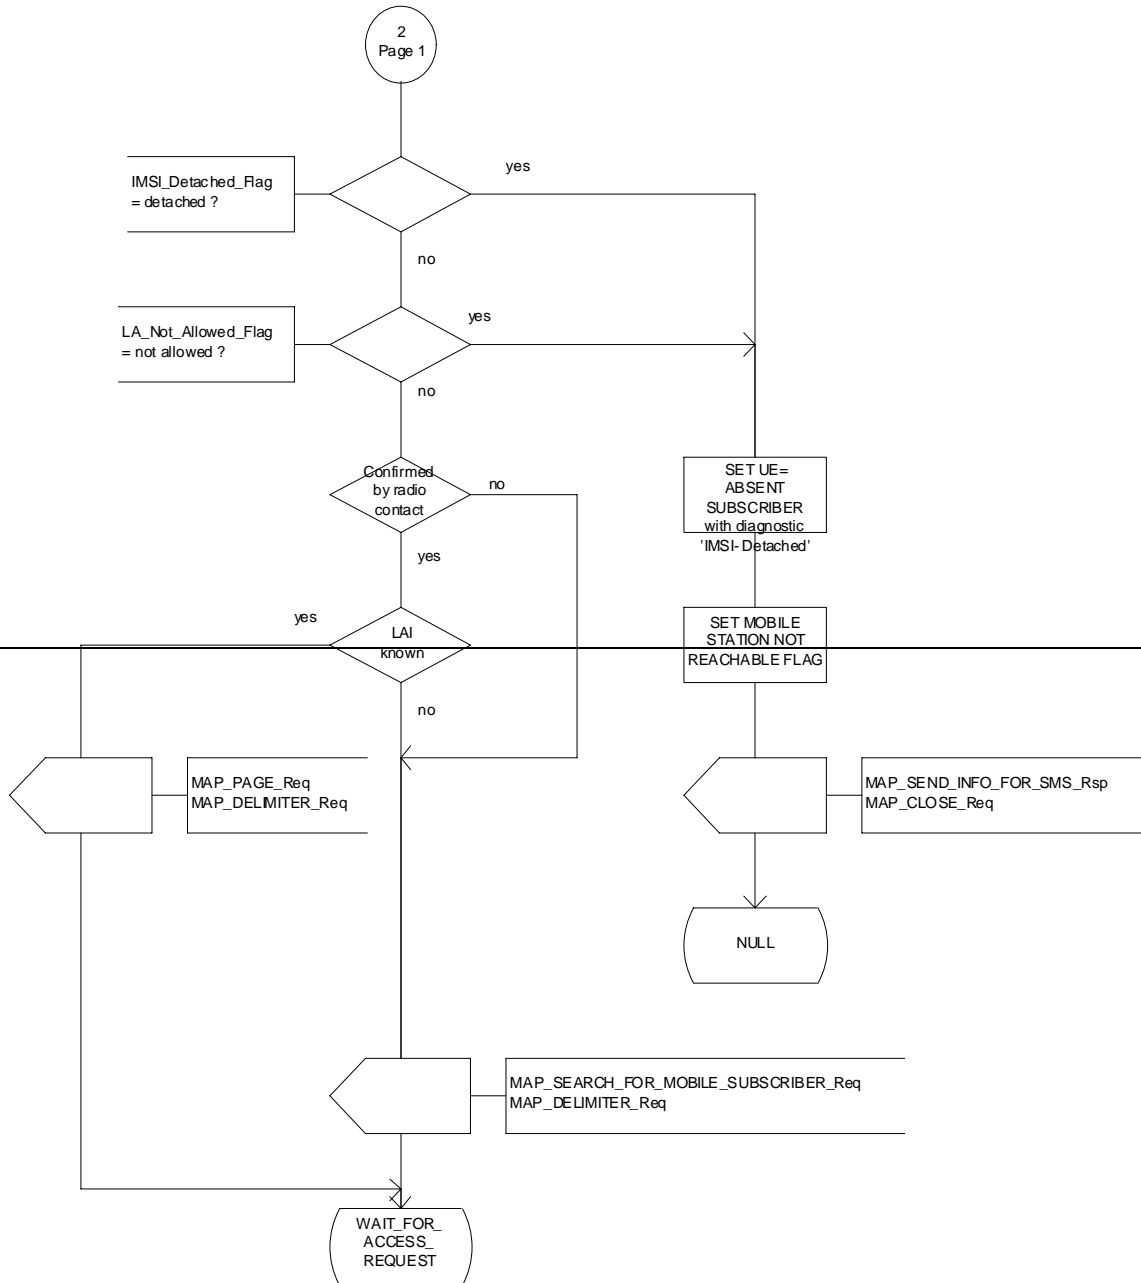 2
Page 1
yes
IMSI_Detached_Flag
= detached ?
no
yes
LA_Not_Allowed_Flag
= not allowed ?
no
Confirmed
by radio
contact
no
SET UE=
ABSENT
SUBSCRIBER
with diagnostic
'IMSI-Detached'
yes
yes
LAI
known
SET MOBILE
STATION NOT
REACHABLE FLAG
no
MAP_PAGE_Req
MAP_DELIMITER_Req
MAP_SEND_INFO_FOR_SMS_Rsp
MAP_CLOSE_Req
NULL
MAP_SEARCH_FOR_MOBILE_SUBSCRIBER_Req
MAP_DELIMITER_Req
WAIT_FOR_
ACCESS_
REQUEST